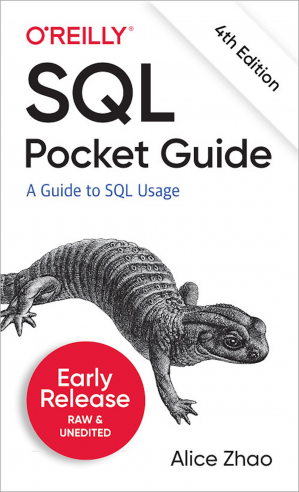 O'REILLY®
4th Edition
SQL
Pocket Guide
A Guide to SQL Usage
Early
Release
RAW &
UNEDITED
Alice Zhao